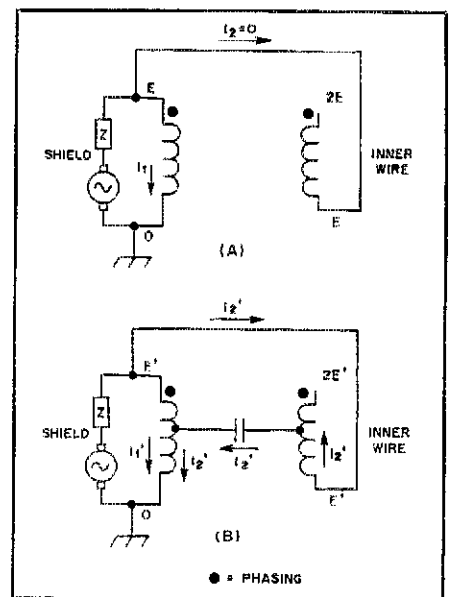 I₂=0
E
2E
Z
SHIELD
I₁
INNER
WIRE
E
O
(A)
I₂'
E'
2E'
Z
SHIELD
I₁'
I₂'
I₂'
I₂'
INNER
WIRE
E'
O
(B)
● = PHASING